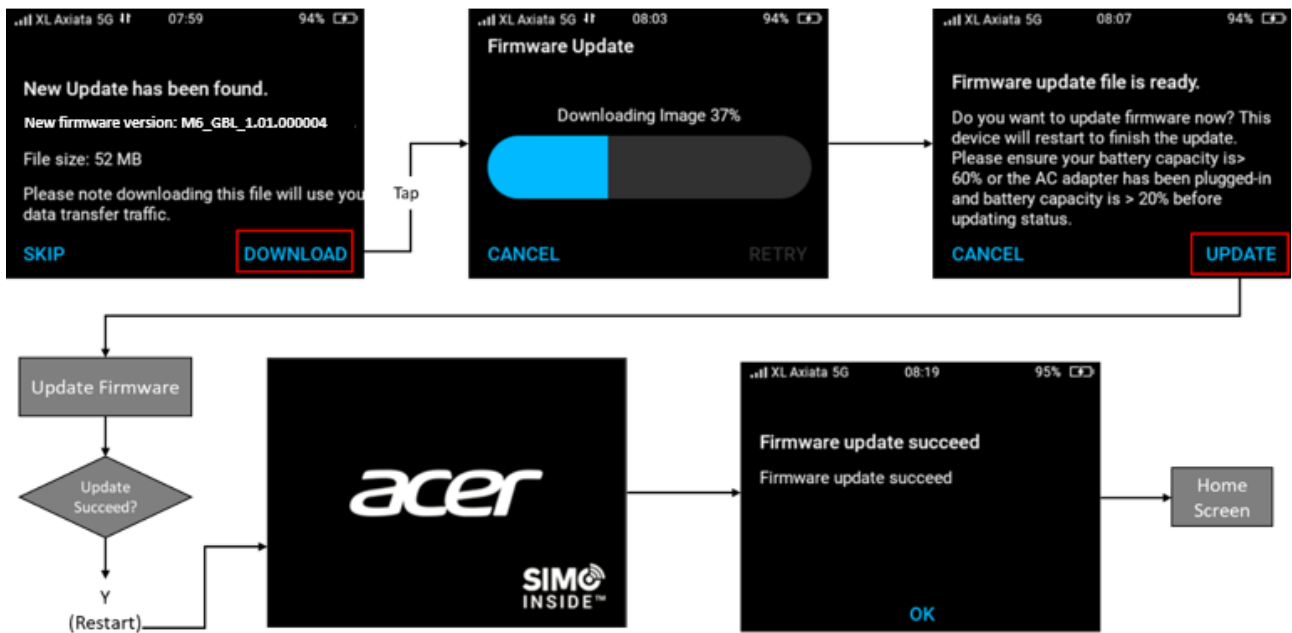 XL Axiata 5G 07:59 94%
New Update has been found.
New firmware version: M6_GBL_1.01.000004
File size: 52 MB
Please note downloading this file will use you
data transfer traffic.
SKIP DOWNLOAD
Tap
XL Axiata 5G 08:03 94%
Firmware Update
Downloading Image 37%
CANCEL RETRY
XL Axiata 5G 08:07 94%
Firmware update file is ready.
Do you want to update firmware now? This
device will restart to finish the update.
Please ensure your battery capacity is>
60% or the AC adapter has been plugged-in
and battery capacity is > 20% before
updating status.
CANCEL UPDATE
Update Firmware
Update
Succeed?
Y
(Restart)
acer
SIMO
INSIDE™
XL Axiata 5G 08:19 95%
Firmware update succeed
Firmware update succeed
OK
Home
Screen